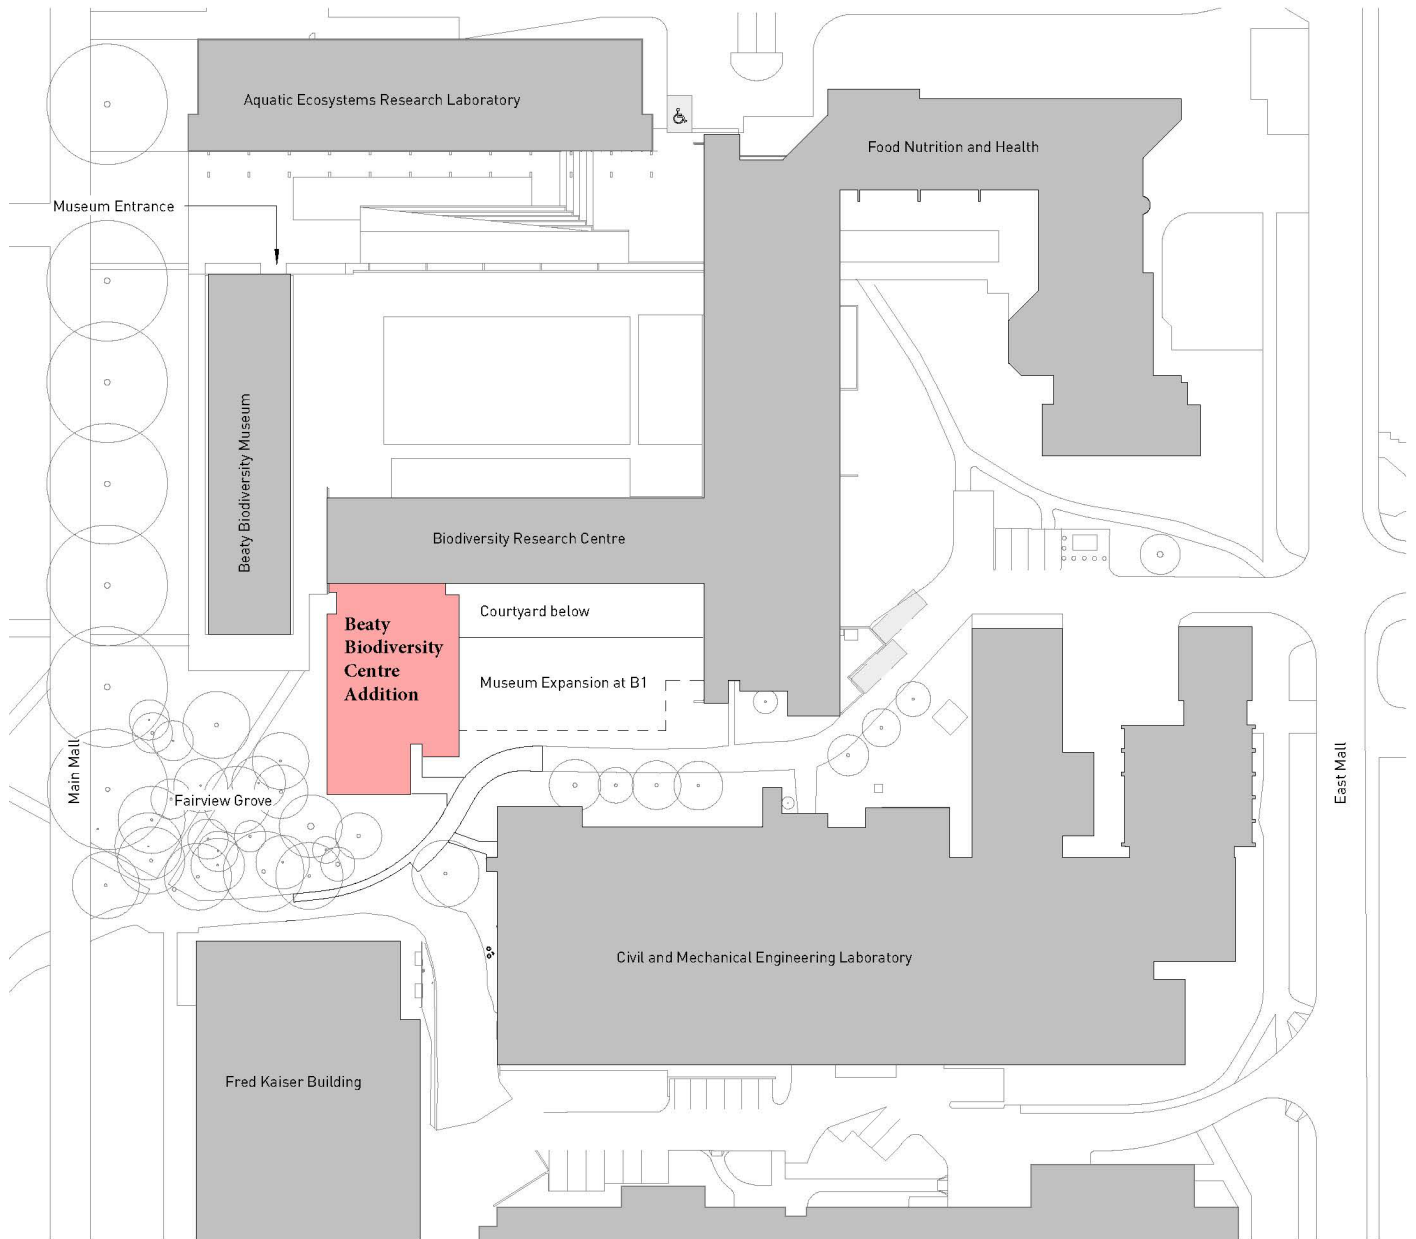 Aquatic Ecosystems Research Laboratory
Food Nutrition and Health
Museum Entrance
Beaty Biodiversity Museum
Biodiversity Research Centre
Courtyard below
Beaty
Biodiversity
Centre
Addition
Museum Expansion at B1
Main Mall
Fairview Grove
East Mall
Civil and Mechanical Engineering Laboratory
Fred Kaiser Building